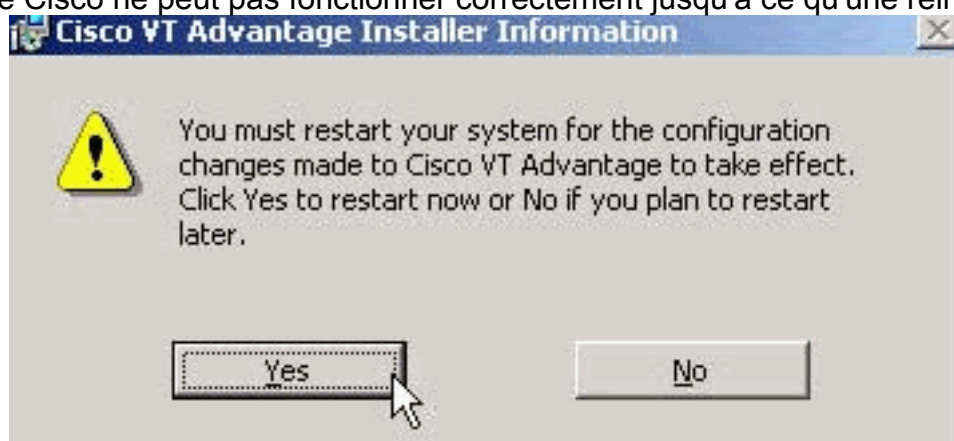 e Cisco ne peut pas fonctionner correctement jusqu'à ce qu'une réin
Cisco VT Advantage Installer Information
You must restart your system for the configuration
changes made to Cisco VT Advantage to take effect.
Click Yes to restart now or No if you plan to restart
later.
Yes
No